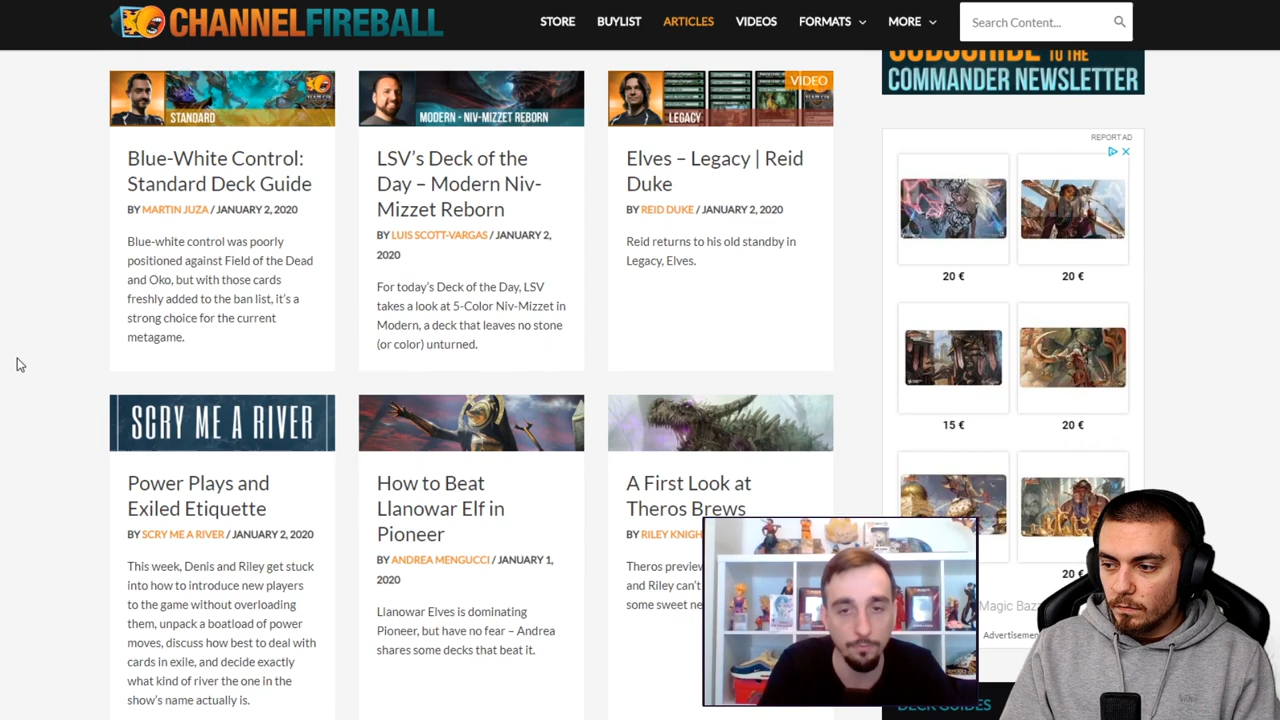 CHANNELFIREBALL
STORE
BUYLIST
ARTICLES
VIDEOS
FORMATS
MORE
Search Content...
SUBSCRIBE TO THE
COMMANDER NEWSLETTER
STANDARD
Blue-White Control:
Standard Deck Guide
BY MARTIN JUZA / JANUARY 2, 2020
Blue-white control was poorly
positioned against Field of the Dead
and Oko, but with those cards
freshly added to the ban list, it's a
strong choice for the current
metagame.
MODERN - NIV-MIZZET REBORN
LSV's Deck of the
Day – Modern Niv-
Mizzet Reborn
BY LUIS SCOTT-VARGAS / JANUARY 2,
2020
For today's Deck of the Day, LSV
takes a look at 5-Color Niv-Mizzet in
Modern, a deck that leaves no stone
(or color) unturned.
VIDEO
LEGACY
Elves – Legacy | Reid
Duke
BY REID DUKE / JANUARY 2, 2020
Reid returns to his old standby in
Legacy, Elves.
REPORT AD
20 €
20 €
15 €
20 €
20 €
Magic Baz
Advertisemen
DECK GUIDES
SCRY ME A RIVER
Power Plays and
Exiled Etiquette
BY SCRY ME A RIVER / JANUARY 2, 2020
This week, Denis and Riley get stuck
into how to introduce new players
to the game without overloading
them, unpack a boatload of power
moves, discuss how best to deal with
cards in exile, and decide exactly
what kind of river the one in the
show's name actually is.
How to Beat
Llanowar Elf in
Pioneer
BY ANDREA MENGUCCI / JANUARY 1,
2020
Llanowar Elves is dominating
Pioneer, but have no fear – Andrea
shares some decks that beat it.
A First Look at
Theros Brews
BY RILEY KNIGH
Theros preview
and Riley can't
some sweet ne